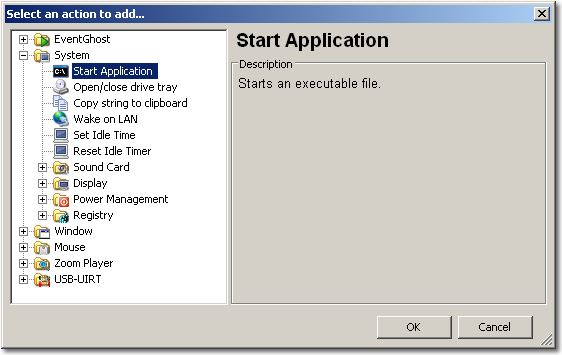 Select an action to add...
EventGhost
System
Start Application
Open/close drive tray
Copy string to clipboard
Wake on LAN
Set Idle Time
Reset Idle Timer
Sound Card
Display
Power Management
Registry
Window
Mouse
Zoom Player
USB-UIRT
Start Application
Description
Starts an executable file.
OK
Cancel